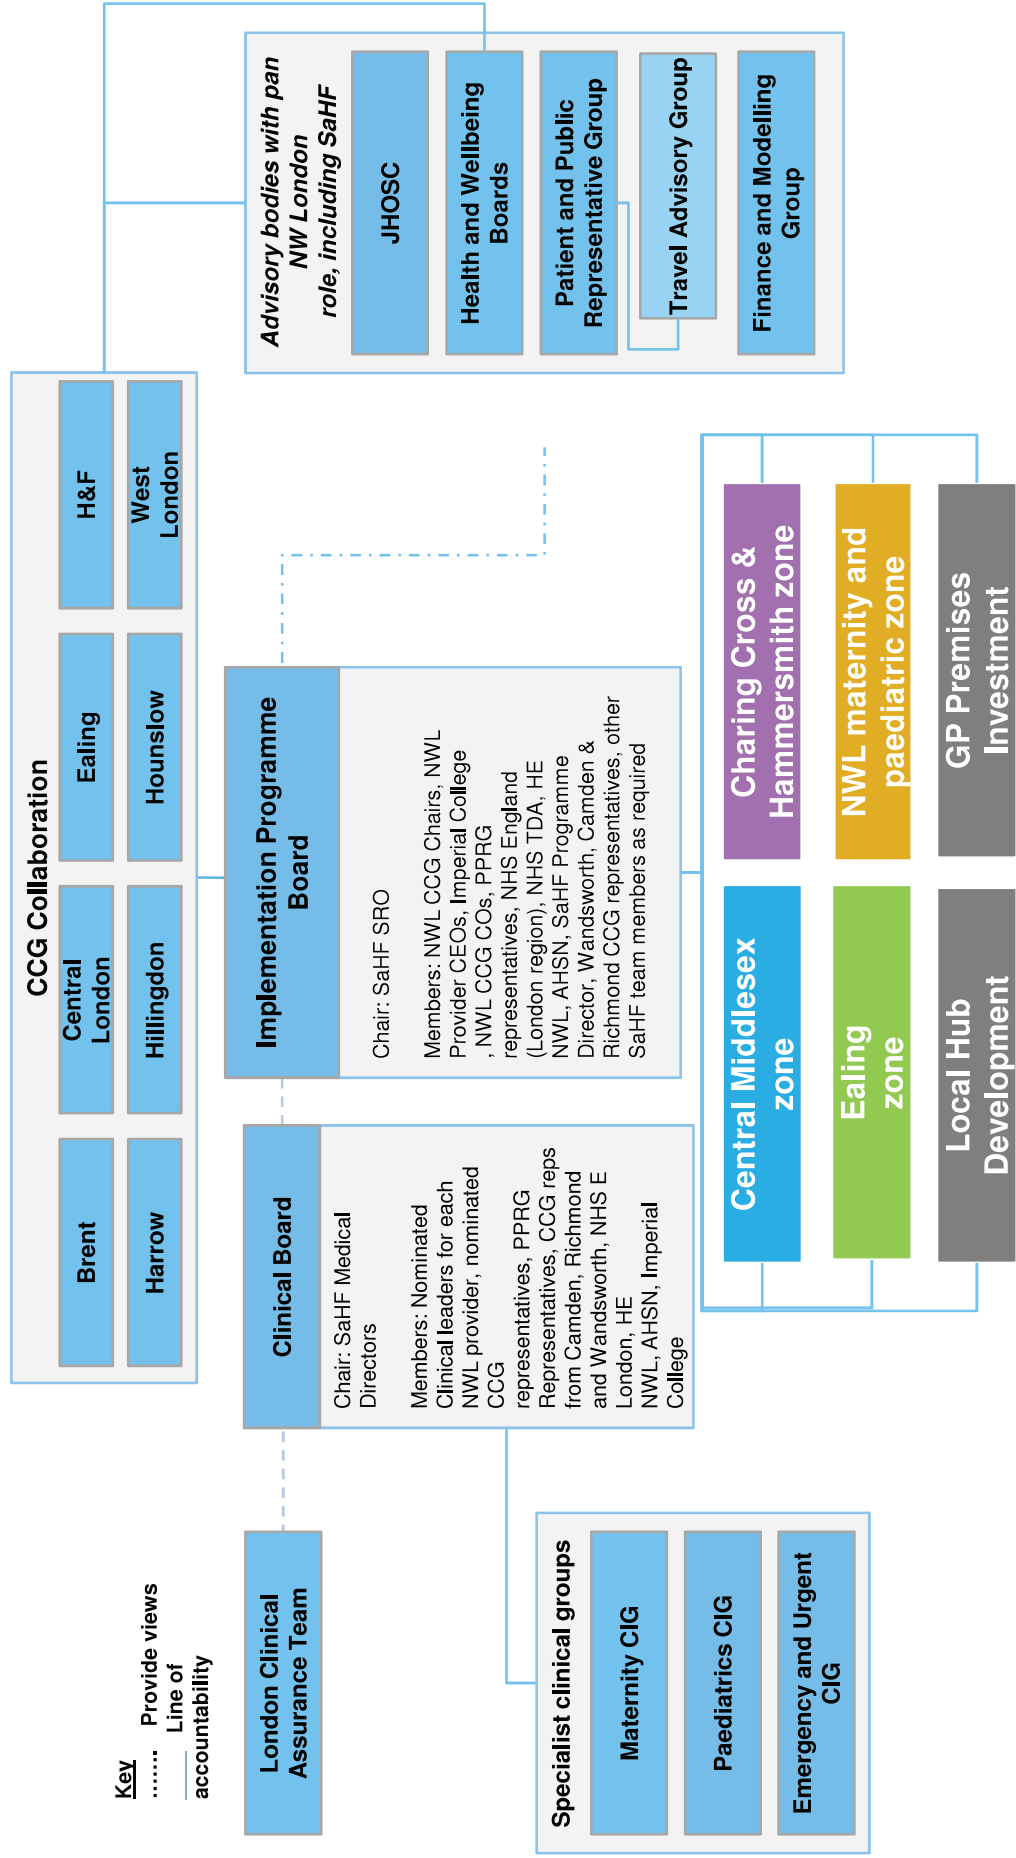 Key
....... Provide views
Line of
accountability
CCG Collaboration
Brent
Central
London
Ealing
H&F
Harrow
Hillingdon
Hounslow
West
London
London Clinical
Assurance Team
Clinical Board
Chair: SaHF Medical
Directors
Members: Nominated
Clinical leaders for each
NWL provider, nominated
CCG
representatives, PPRG
Representatives, CCG reps
from Camden, Richmond
and Wandsworth, NHS E
London, HE
NWL, AHSN, Imperial
College
Implementation Programme
Board
Chair: SaHF SRO
Members: NWL CCG Chairs, NWL
Provider CEOs, Imperial College
, NWL CCG COs, PPRG
representatives, NHS England
(London region), NHS TDA, HE
NWL, AHSN, SaHF Programme
Director, Wandsworth, Camden &
Richmond CCG representatives, other
SaHF team members as required
Advisory bodies with pan
NW London
role, including SaHF
JHOSC
Health and Wellbeing
Boards
Patient and Public
Representative Group
Travel Advisory Group
Finance and Modelling
Group
Specialist clinical groups
Maternity CIG
Paediatrics CIG
Emergency and Urgent
CIG
Central Middlesex
zone
Charing Cross &
Hammersmith zone
Ealing
zone
NWL maternity and
paediatric zone
Local Hub
Development
GP Premises
Investment